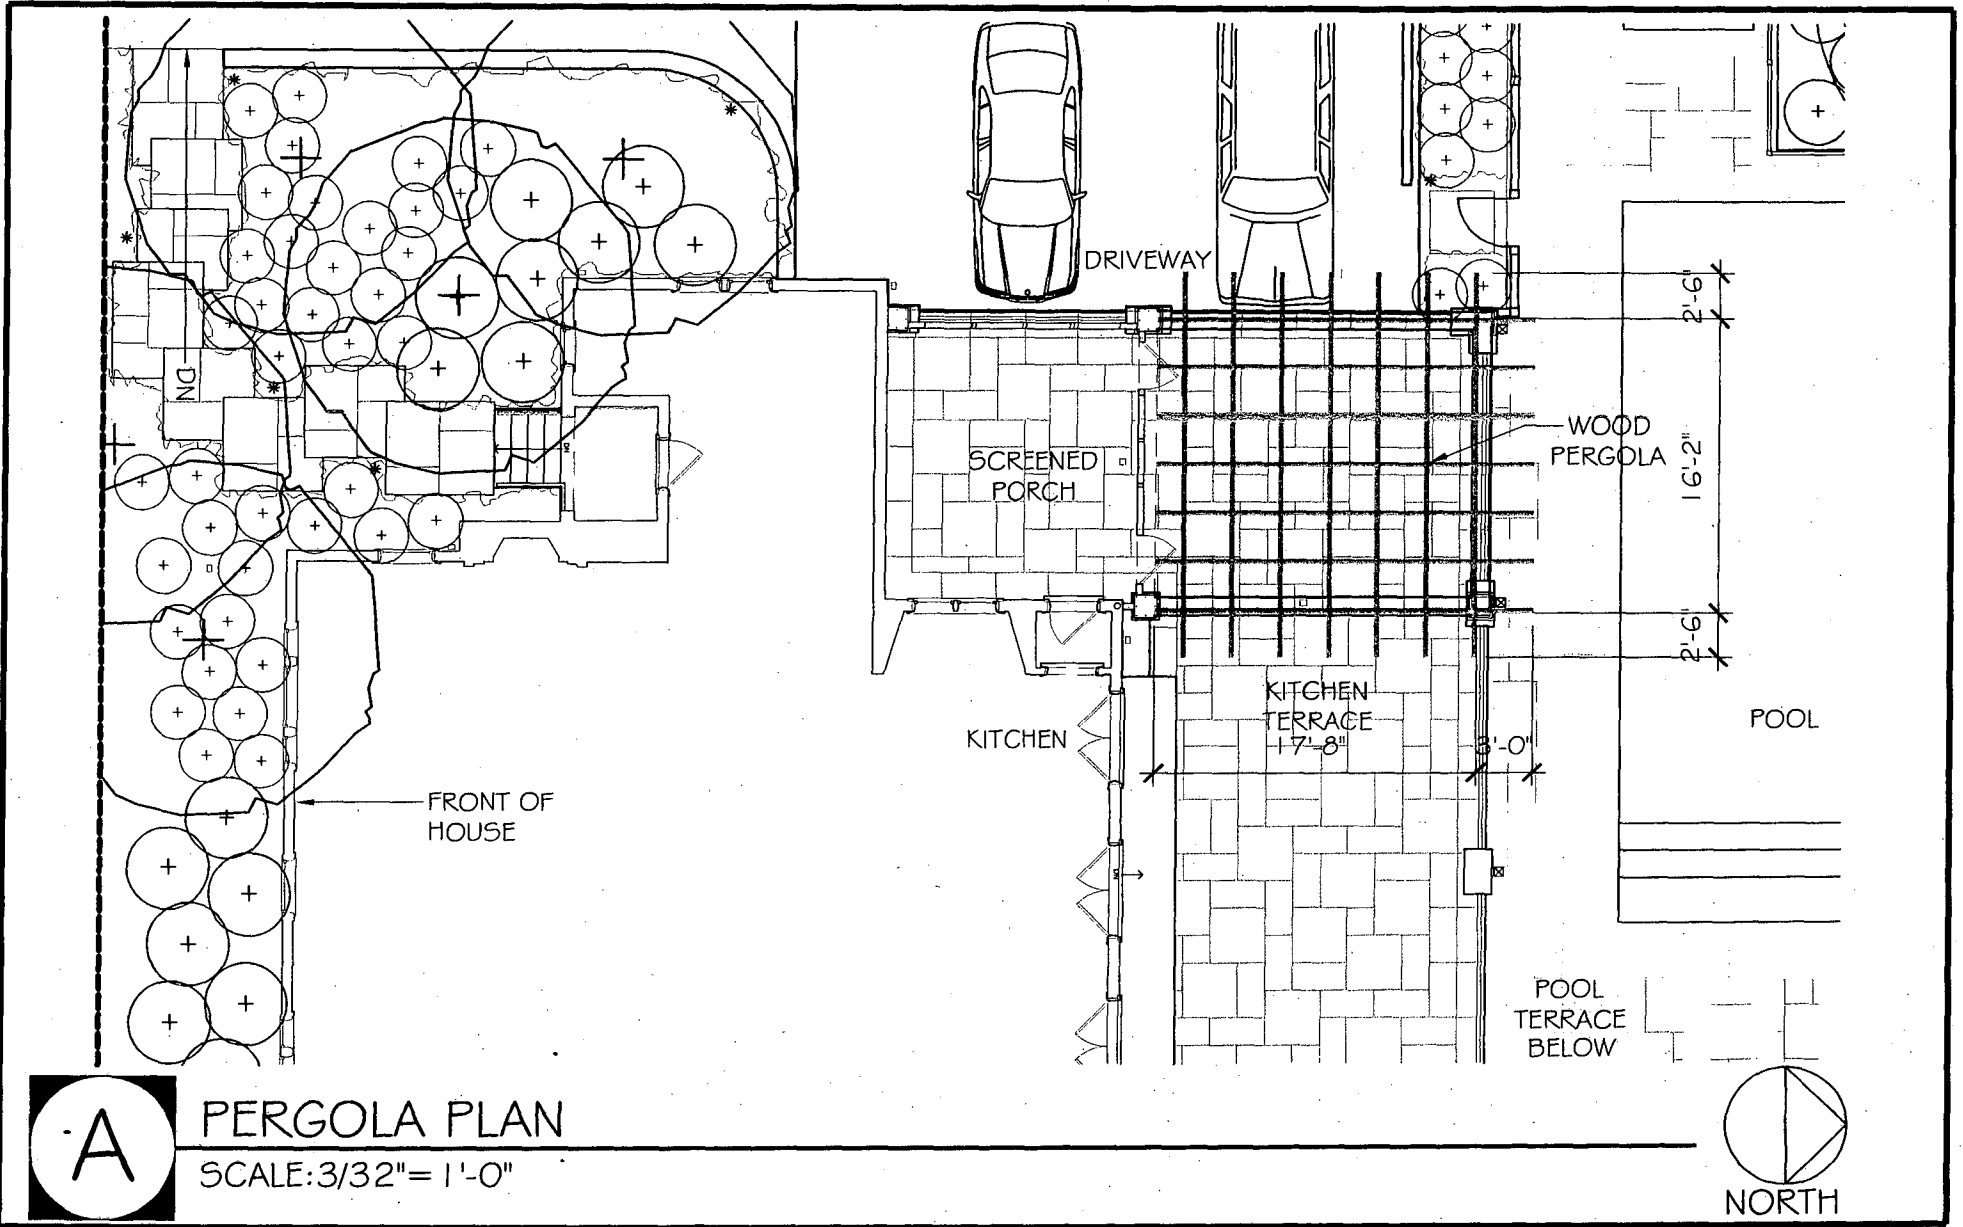 DRIVEWAY
2'-6"
DN
WOOD
PERGOLA
16'-2"
SCREENED
PORCH
2'-6"
KITCHEN
TERRACE
17'-8"
3'-0"
KITCHEN
POOL
FRONT OF
HOUSE
POOL
TERRACE
BELOW
A
PERGOLA PLAN
SCALE:3/32"=1'-0"
NORTH